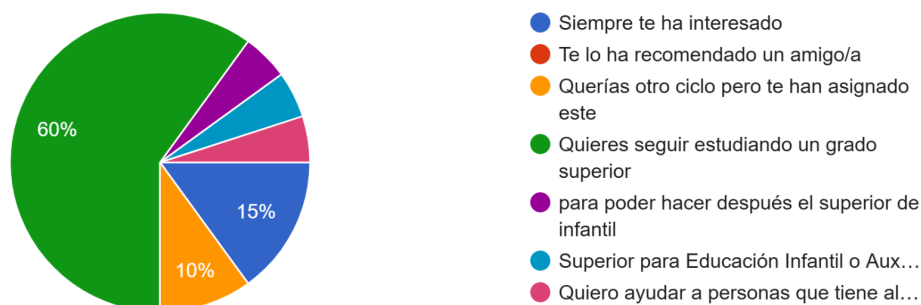 60%
15%
10%
Siempre te ha interesado
Te lo ha recomendado un amigo/a
Querías otro ciclo pero te han asignado
este
Quieres seguir estudiando un grado
superior
para poder hacer después el superior de
infantil
Superior para Educación Infantil o Aux…
Quiero ayudar a personas que tiene al…